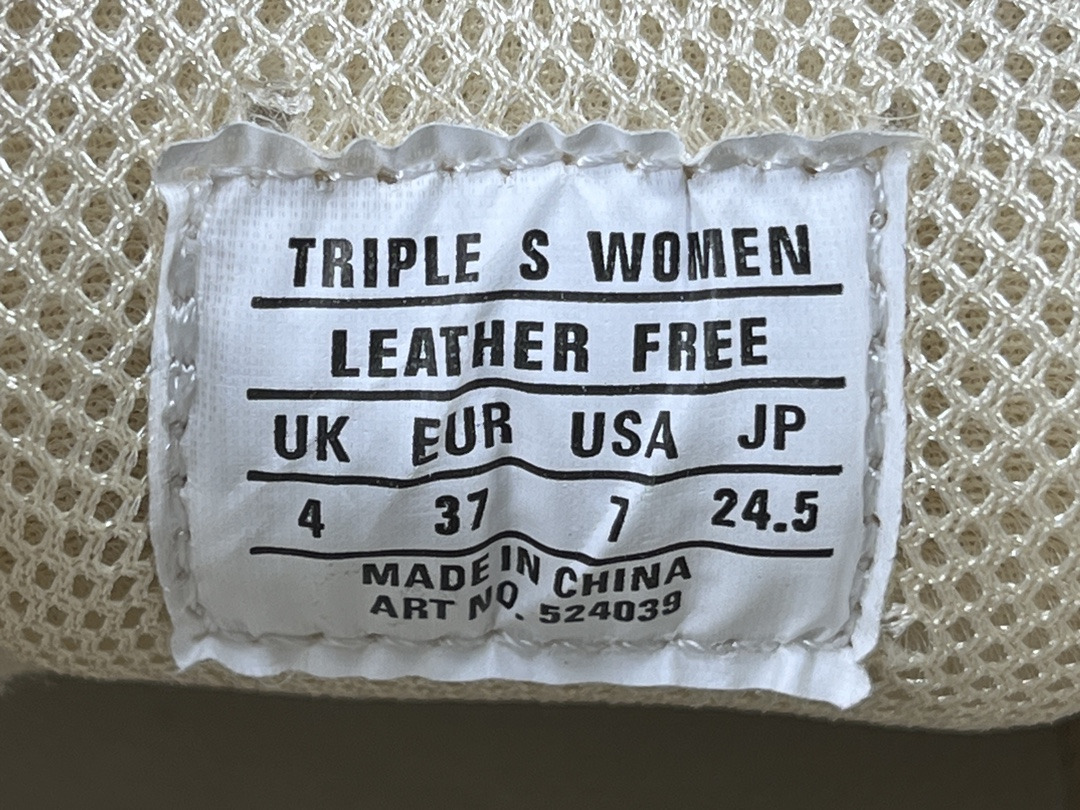 TRIPLE S WOMEN
LEATHER FREE
UK EUR USA JP
4 37 7 24.5
MADE IN CHINA
ART NO. 524039